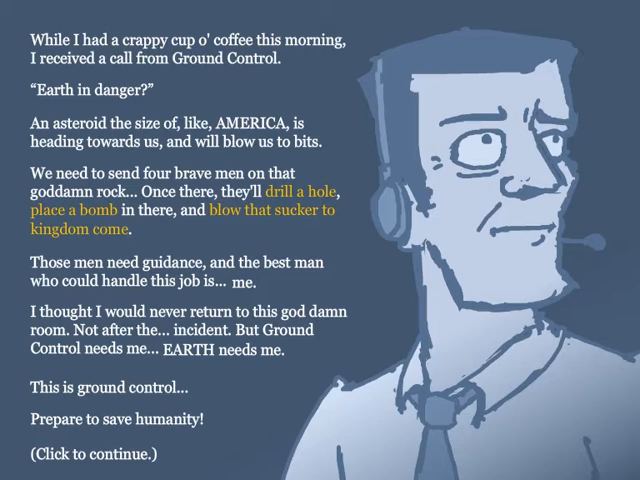 While I had a crappy cup o' coffee this morning,
I received a call from Ground Control.
“Earth in danger?”
An asteroid the size of, like, AMERICA, is
heading towards us, and will blow us to bits.
We need to send four brave men on that
goddamn rock... Once there, they'll drill a hole,
place a bomb in there, and blow that sucker to
kingdom come.
Those men need guidance, and the best man
who could handle this job is... me.
I thought I would never return to this god damn
room. Not after the... incident. But Ground
Control needs me... EARTH needs me.
This is ground control...
Prepare to save humanity!
(Click to continue.)